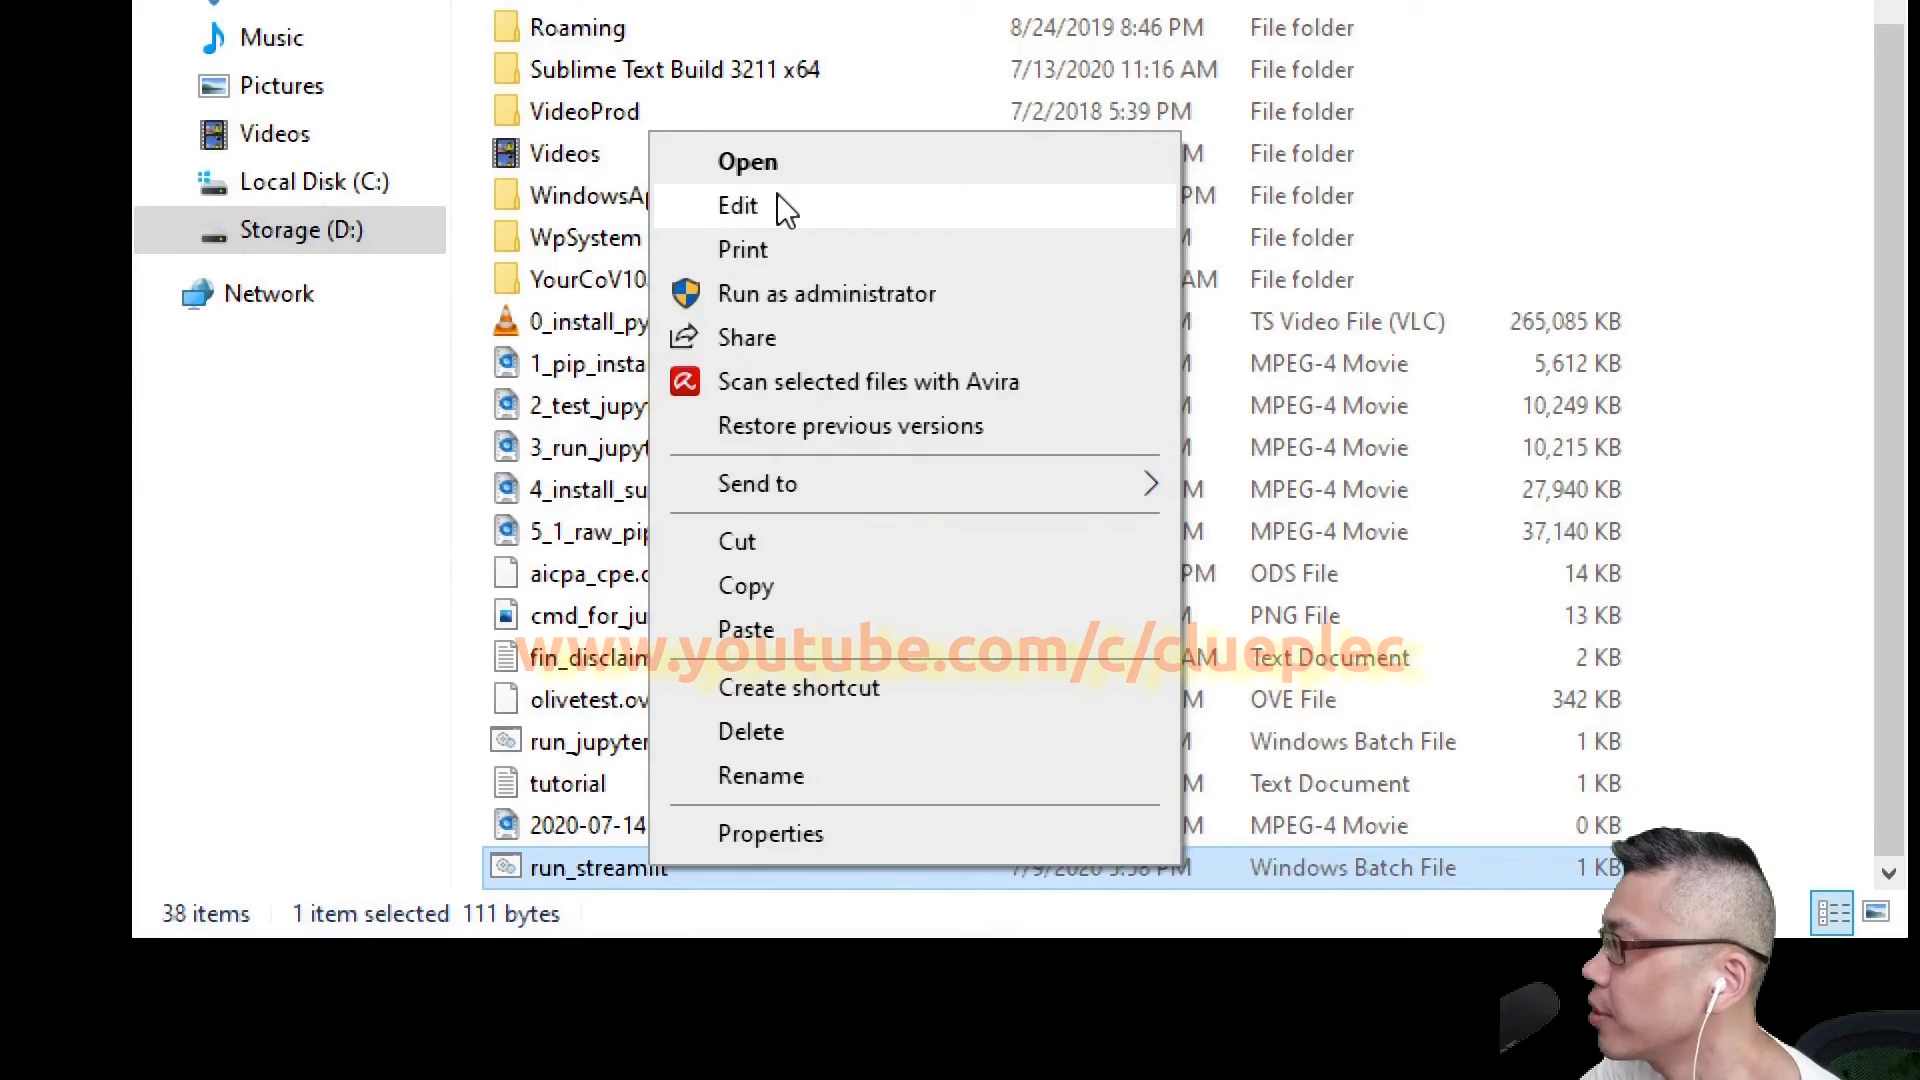 Music
Pictures
Videos
Local Disk (C:)
Storage (D:)
Network
Roaming 8/24/2019 8:46 PM File folder
Sublime Text Build 3211 x64 7/13/2020 11:16 AM File folder
VideoProd 7/2/2018 5:39 PM File folder
Videos M File folder
WindowsAp PM File folder
WpSystem File folder
YourCoV10 AM File folder
0_install_py TS Video File (VLC) 265,085 KB
1_pip_insta MPEG-4 Movie 5,612 KB
2_test_jupy MPEG-4 Movie 10,249 KB
3_run_jupyt MPEG-4 Movie 10,215 KB
4_install_su M MPEG-4 Movie 27,940 KB
5_1_raw_pip M MPEG-4 Movie 37,140 KB
aicpa_cpe.o PM ODS File 14 KB
cmd_for_ju PNG File 13 KB
fin_disclaim AM Text Document 2 KB
olivetest.ov M OVE File 342 KB
run_jupyter Windows Batch File 1 KB
tutorial M Text Document 1 KB
2020-07-14 M MPEG-4 Movie 0 KB
run_streamlit 7/9/2020 5:58 PM Windows Batch File 1 KB
Open
Edit
Print
Run as administrator
Share
Scan selected files with Avira
Restore previous versions
Send to
Cut
Copy
Paste
Create shortcut
Delete
Rename
Properties
www.youtube.com/c/clueplec
38 items 1 item selected 111 bytes